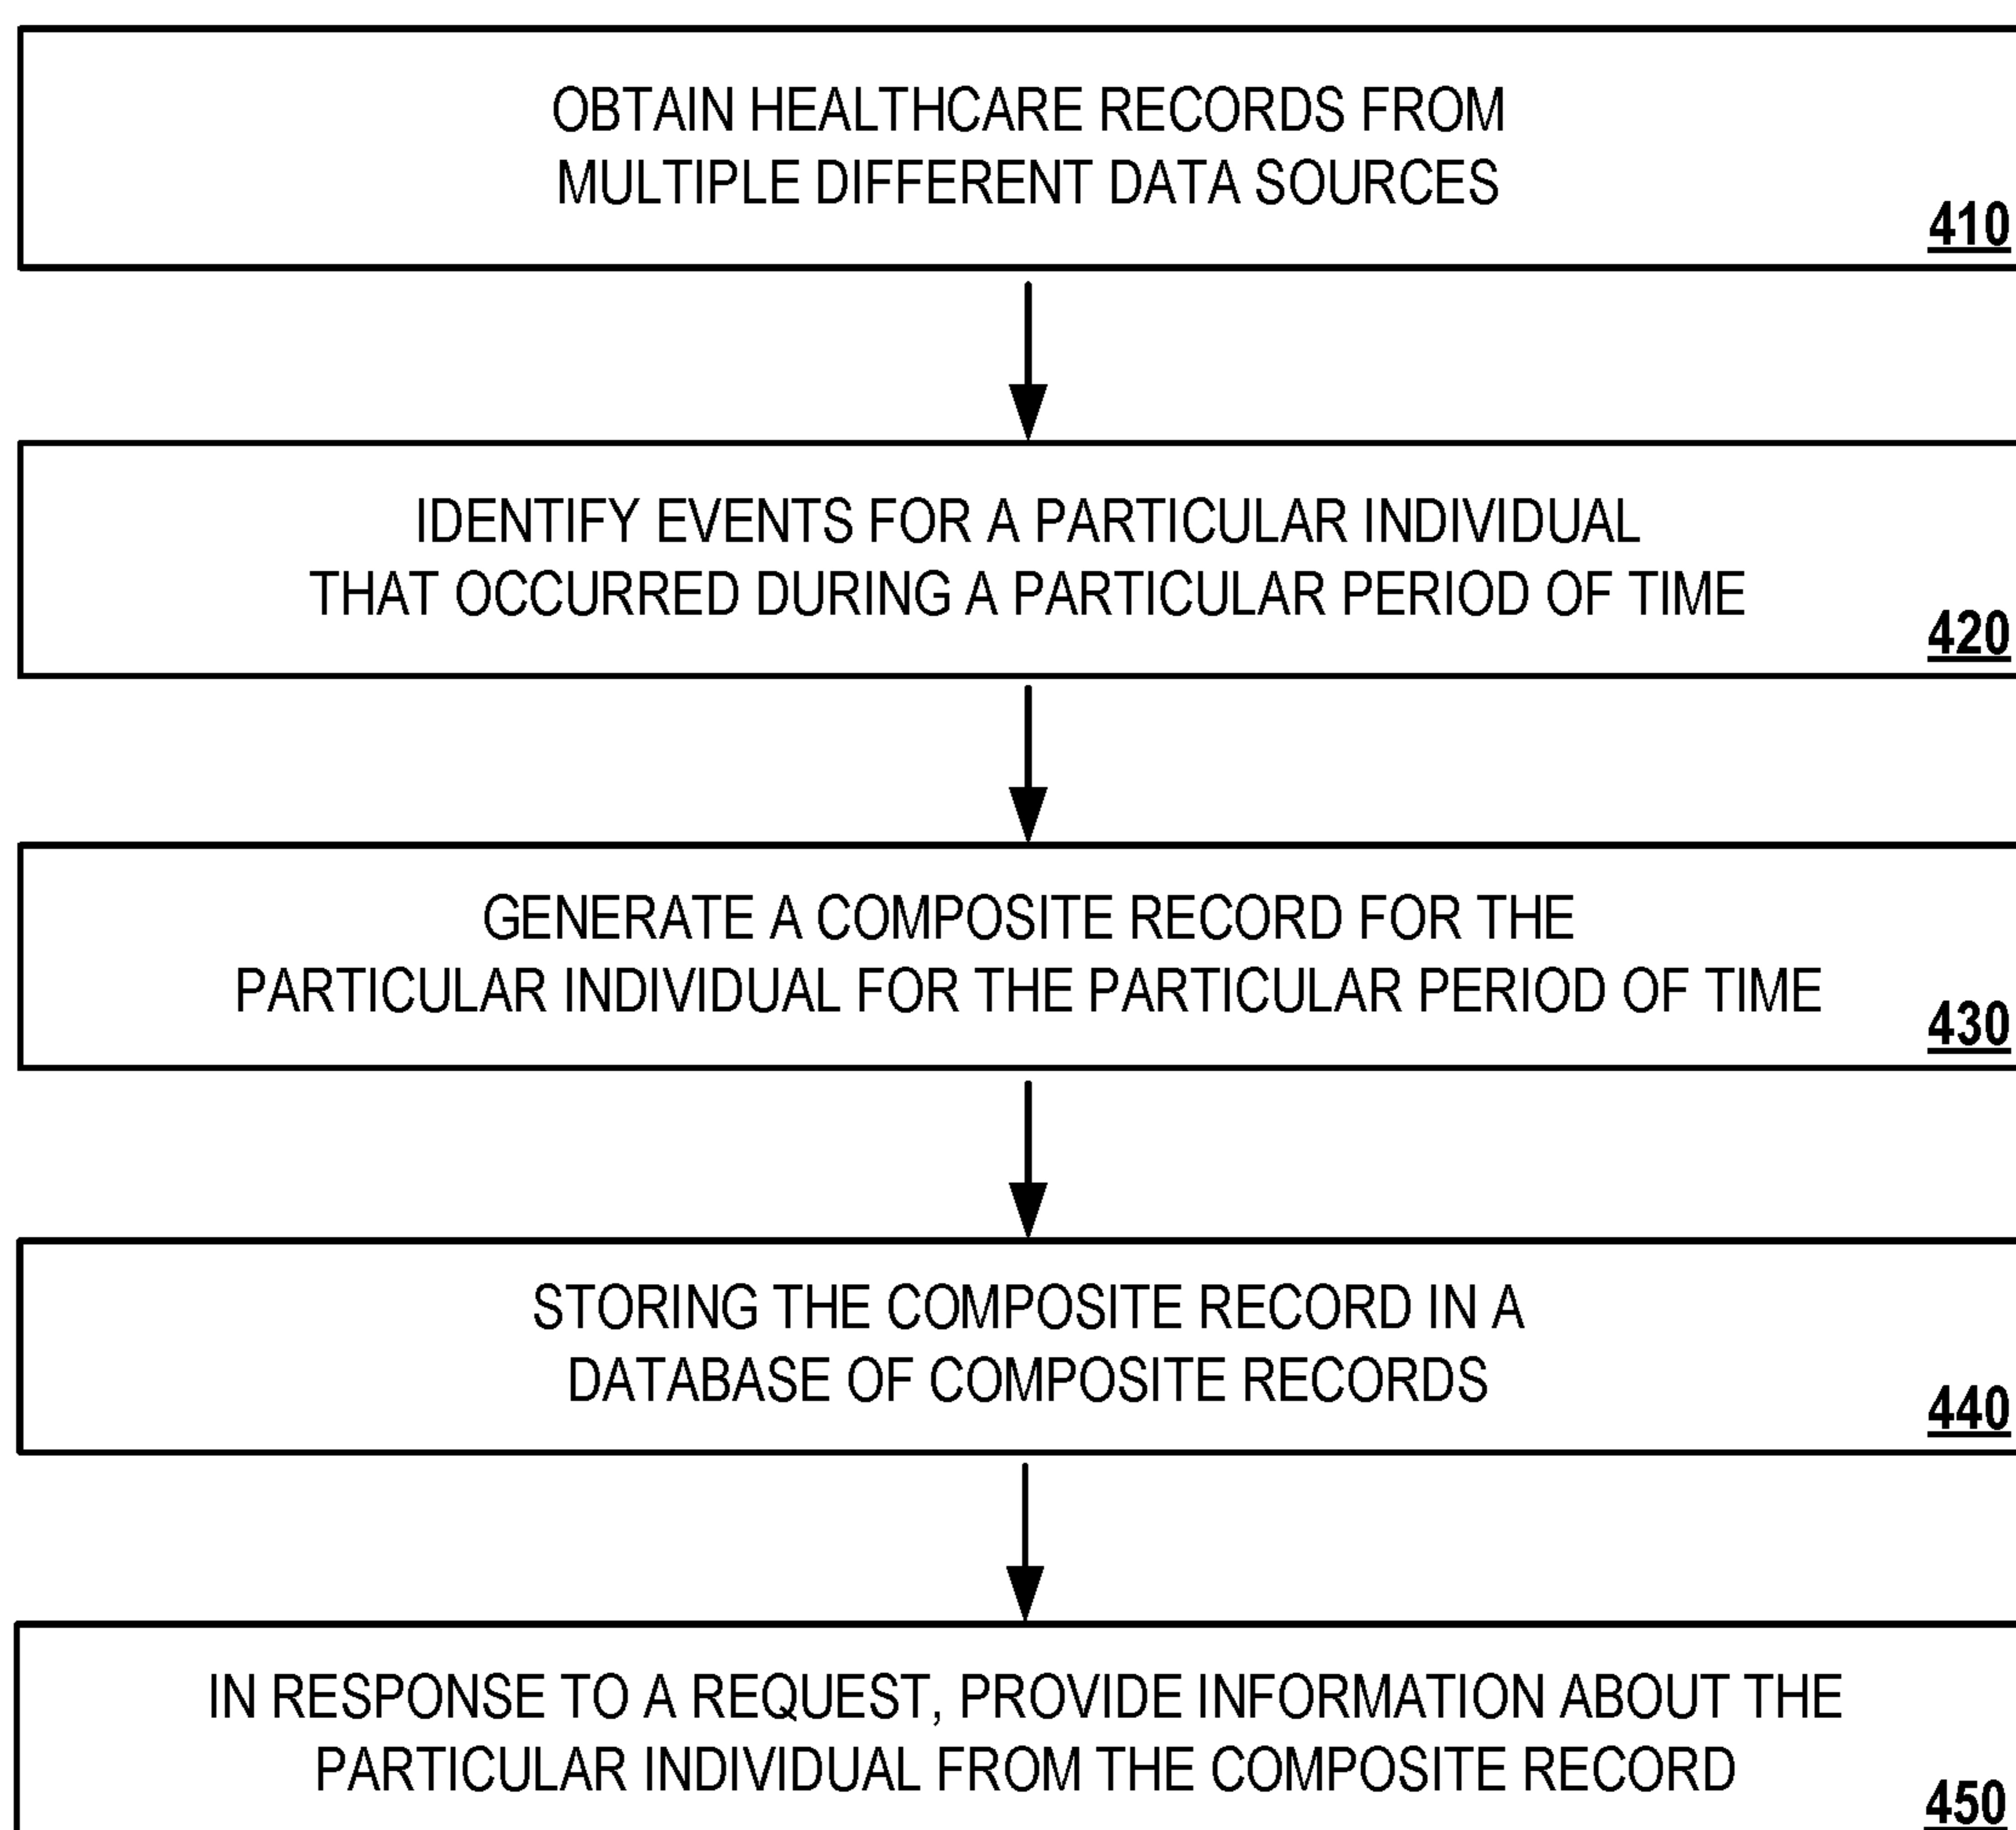 OBTAIN HEALTHCARE RECORDS FROM
MULTIPLE DIFFERENT DATA SOURCES
410
IDENTIFY EVENTS FOR A PARTICULAR INDIVIDUAL
THAT OCCURRED DURING A PARTICULAR PERIOD OF TIME
420
GENERATE A COMPOSITE RECORD FOR THE
PARTICULAR INDIVIDUAL FOR THE PARTICULAR PERIOD OF TIME
430
STORING THE COMPOSITE RECORD IN A
DATABASE OF COMPOSITE RECORDS
440
IN RESPONSE TO A REQUEST, PROVIDE INFORMATION ABOUT THE
PARTICULAR INDIVIDUAL FROM THE COMPOSITE RECORD
450